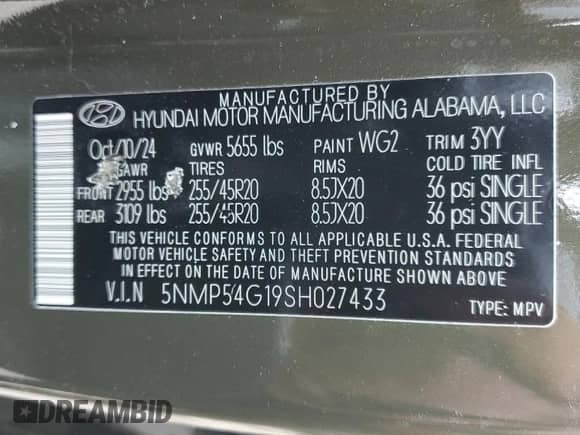 MANUFACTURED BY
HYUNDAI MOTOR MANUFACTURING ALABAMA, LLC
Oct/10/24 GVWR 5655 lbs PAINT WG2 TRIM 3YY
GAWR TIRES RIMS COLD TIRE INFL
FRONT 2955 lbs 255/45R20 8.5JX20 36 psi SINGLE
REAR 3109 lbs 255/45R20 8.5JX20 36 psi SINGLE
THIS VEHICLE CONFORMS TO ALL APPLICABLE U.S.A. FEDERAL
MOTOR VEHICLE SAFETY AND THEFT PREVENTION STANDARDS
IN EFFECT ON THE DATE OF MANUFACTURE SHOWN ABOVE.
V.I.N 5NMP54G19SH027433 TYPE: MPV
DREAMBID